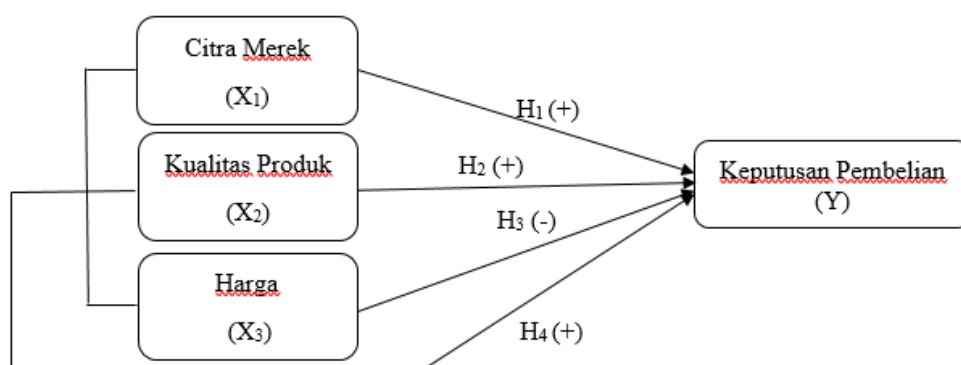 Citra Merek
(X₁)
H₁ (+)
Kualitas Produk
(X₂)
H₂ (+)
Keputusan Pembelian
(Y)
H₃ (-)
Harga
(X₃)
H₄ (+)